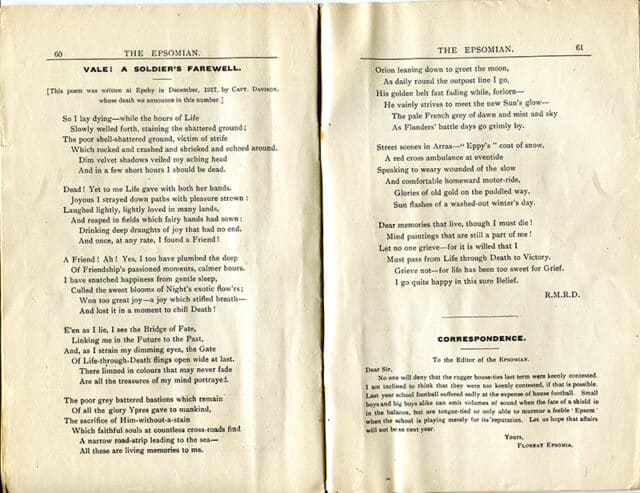 60
THE EPSOMIAN.
VALE! A SOLDIER'S FAREWELL.
[This poem was written at Epehy in December, 1917, by CAPT. DAVISON,
whose death we announce in this number.]
So I lay dying—while the hours of Life
Slowly welled forth, staining the shattered ground;
The poor shell-shattered ground, victim of strife
Which rocked and crashed and shrieked and echoed around.
Dim velvet shadows veiled my aching head
And in a few short hours I should be dead.
Dead! Yet to me Life gave with both her hands.
Joyous I strayed down paths with pleasure strown:
Laughed lightly, lightly loved in many lands,
And reaped in fields which fairy hands had sown:
Drinking deep draughts of joy that had no end.
And once, at any rate, I found a Friend!
A Friend! Ah! Yes, I too have plumbed the deep
Of Friendship's passioned moments, calmer hours.
I have snatched happiness from gentle sleep,
Culled the sweet blooms of Night's exotic flow'rs;
Won too great joy—a joy which stifled breath—
And lost it in a moment to chill Death!
E'en as I lie, I see the Bridge of Fate,
Linking me in the Future to the Past,
And, as I strain my dimming eyes, the Gate
Of Life-through-Death flings open wide at last.
There limned in colours that may never fade
Are all the treasures of my mind portrayed.
The poor grey battered bastions which remain
Of all the glory Ypres gave to mankind,
The sacrifice of Him-without-a-stain
Which faithful souls at countless cross-roads find
A narrow road-strip leading to the sea—
All these are living memories to me.
THE EPSOMIAN.
61
Orion leaning down to greet the moon,
As daily round the outpost line I go,
His golden belt fast fading while, forlorn—
He vainly strives to meet the new Sun's glow—
The pale French grey of dawn and mist and sky
As Flanders' battle days go grimly by.
Street scenes in Arras—"Eppy's" coat of snow,
A red cross ambulance at eventide
Speaking to weary wounded of the slow
And comfortable homeward motor-ride,
Glories of old gold on the puddled way,
Sun flashes of a washed-out winter's day.
Dear memories that live, though I must die!
Mind paintings that are still a part of me!
Let no one grieve—for it is willed that I
Must pass from Life through Death to Victory.
Grieve not—for life has been too sweet for Grief.
I go quite happy in this sure Belief.
R.M.R.D.
CORRESPONDENCE.
To the Editor of the EPSOMIAN.
Dear Sir,
No one will deny that the rugger house-ties last term were keenly contested.
I am inclined to think that they were too keenly contested, if that is possible.
Last year school football suffered sadly at the expense of house football. Small
boys and big boys alike can emit volumes of sound when the fate of a shield is
in the balance, but are tongue-tied or only able to murmur a feeble 'Epsom'
when the school is playing merely for its reputation. Let us hope that affairs
will not be so next year.
Yours,
FLOREAT EPSOMIA.